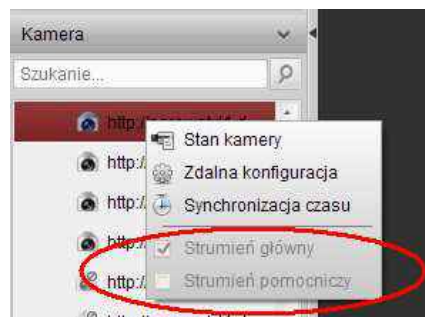 Kamera
Szukanie...
http://
Stan kamery
http://
Zdalna konfiguracja
http://
Synchronizacja czasu
http://
Strumień główny
http://
Strumień pomocniczy